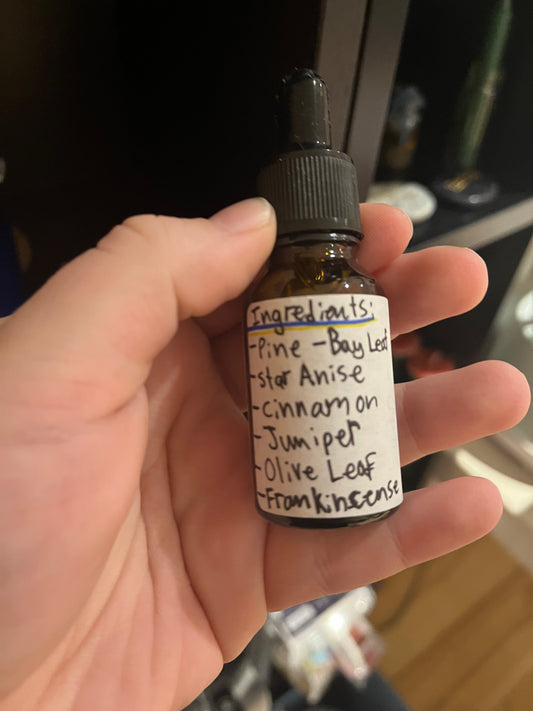 Ingredients:
-Pine -Bay Leaf
-star Anise
-cinnamon
-Juniper
-Olive Leaf
-Frankincense